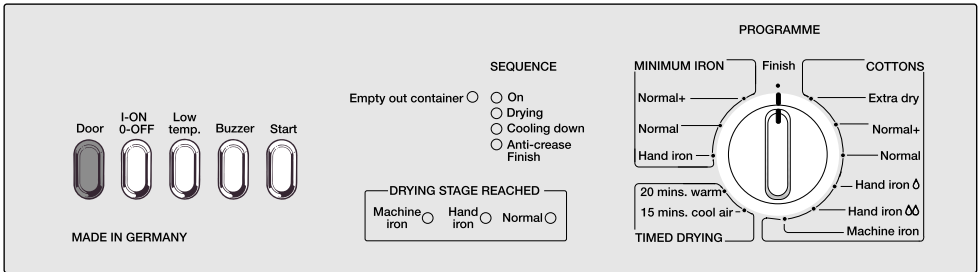 PROGRAMME
SEQUENCE
MINIMUM IRON
Finish
COTTONS
Empty out container
On
Drying
Cooling down
Anti-crease
Finish
Normal+
Normal
Hand iron
Extra dry
Normal+
Normal
Hand iron
Hand iron
Machine iron
20 mins. warm
15 mins. cool air
TIMED DRYING
Door
I-ON
0-OFF
Low
temp.
Buzzer
Start
DRYING STAGE REACHED
Machine
iron
Hand
iron
Normal
MADE IN GERMANY